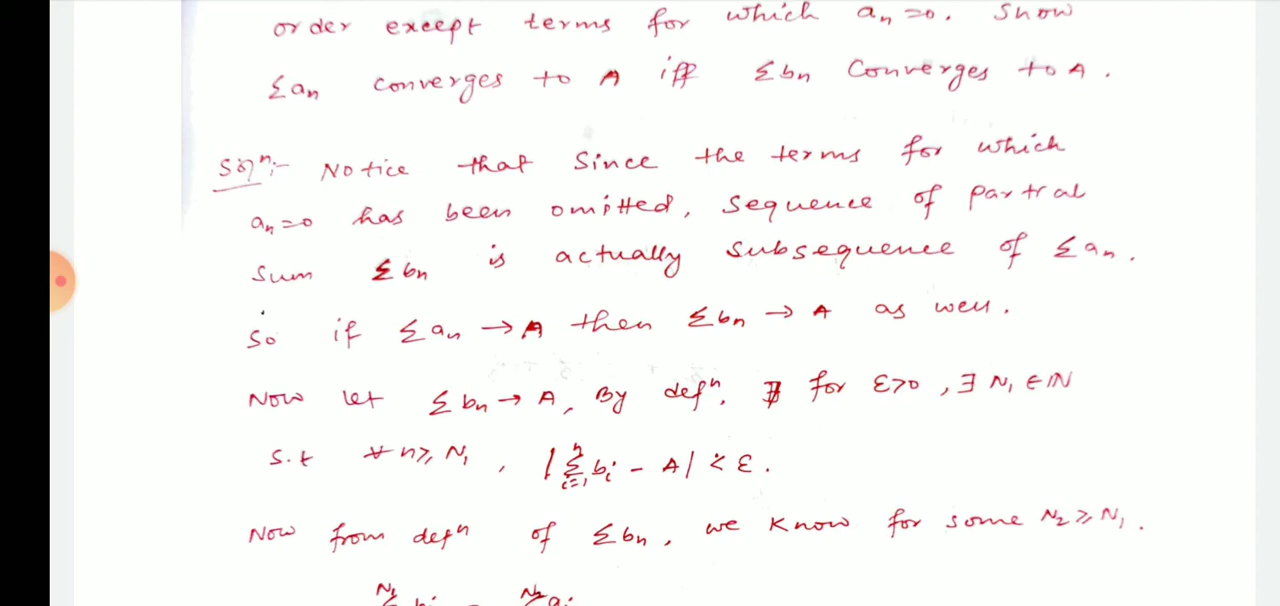 order except terms for which aₙ=0. Show
Σaₙ converges to A iff Σbₙ converges to A.
Solⁿ:- Notice that since the terms for which
aₙ=0 has been omitted, sequence of partial
sum Σbₙ is actually subsequence of Σaₙ.
So if Σaₙ → A then Σbₙ → A as well.
Now let Σbₙ → A, By defⁿ, for ε>0, ∃ N₁ ∈ ℕ
s.t ∀ n ≥ N₁, |Σⁿᵢ₌₁ bᵢ - A| < ε.
Now from defⁿ of Σbₙ, we know for some N₂ ≥ N₁.